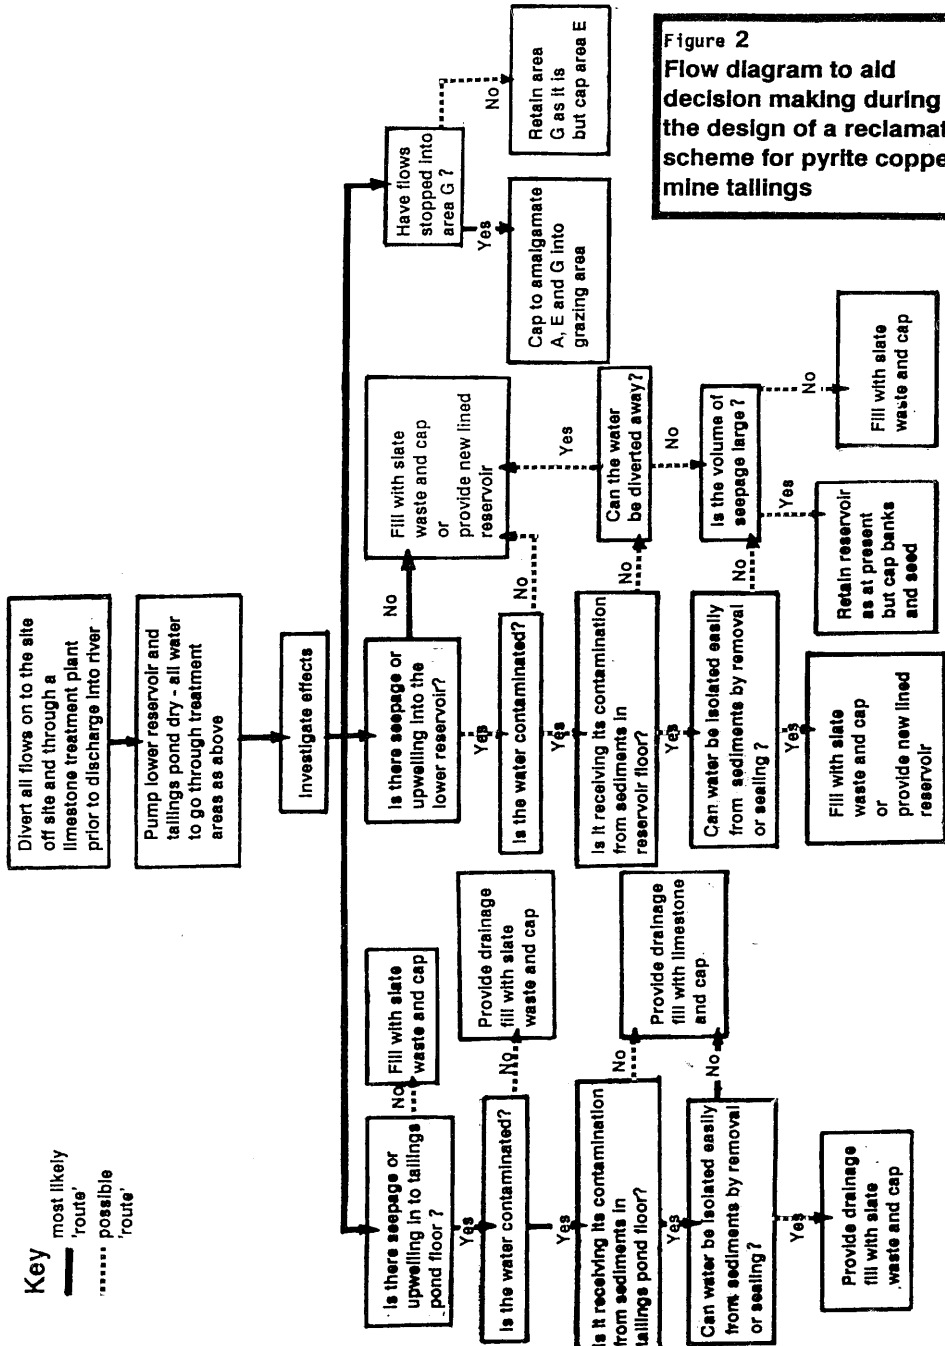 Key
most likely
'route'
possible
'route'
Figure 2
Flow diagram to aid
decision making during
the design of a reclamat
scheme for pyrite coppe
mine tailings
Divert all flows on to the site
off site and through a
limestone treatment plant
prior to discharge into river
Pump lower reservoir and
tailings pond dry - all water
to go through treatment
areas as above
Investigate effects
Is there seepage or
upwelling in to tailings
pond floor ?
No
Fill with slate
waste and cap
Yes
Is the water contaminated?
No
Provide drainage
fill with slate
waste and cap
Yes
Is it receiving its contamination
from sediments in
tailings pond floor?
No
Provide drainage
fill with limestone
and cap
Yes
Can water be isolated easily
from sediments by removal
or sealing ?
No
Yes
Provide drainage
fill with slate
waste and cap
Is there seepage or
upwelling into the
lower reservoir?
No
Fill with slate
waste and cap
or
provide new lined
reservoir
Yes
Is the water contaminated?
No
Yes
Is it receiving its contamination
from sediments in
reservoir floor?
No
Can the water
be diverted away?
Yes
No
Yes
Can water be isolated easily
from sediments by removal
or sealing ?
No
Is the volume of
seepage large ?
Yes
No
Yes
Fill with slate
waste and cap
or
provide new lined
reservoir
Retain reservoir
as at present
but cap banks
and seed
Fill with slate
waste and cap
Have flows
stopped into
area G ?
Yes
No
Cap to amalgamate
A, E and G into
grazing area
Retain area
G as it is
but cap area E